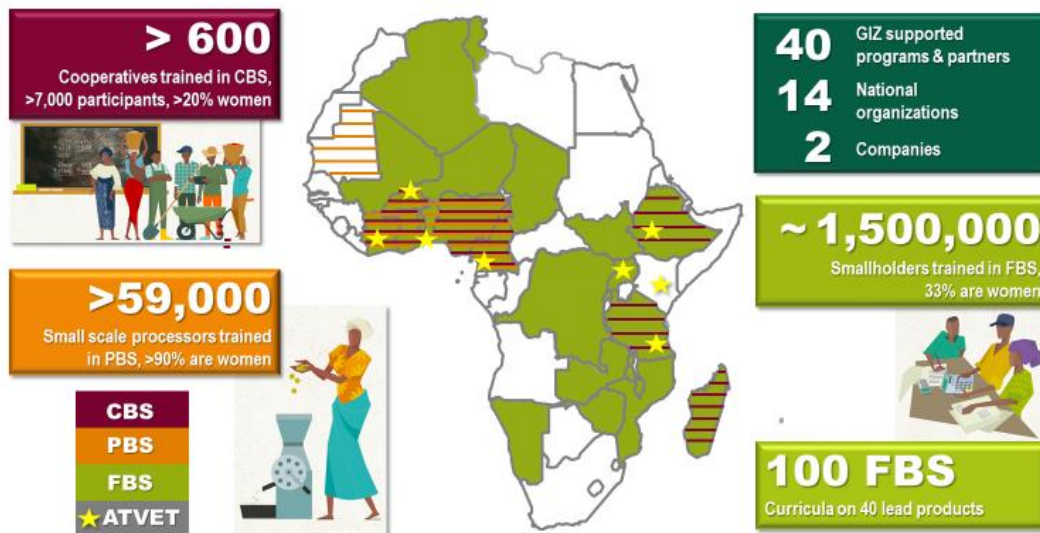 > 600
Cooperatives trained in CBS,
>7,000 participants, >20% women
>59,000
Small scale processors trained
in PBS, >90% are women
CBS
PBS
FBS
ATVET
40 GIZ supported
programs & partners
14 National
organizations
2 Companies
~ 1,500,000
Smallholders trained in FBS,
33% are women
100 FBS
Curricula on 40 lead products